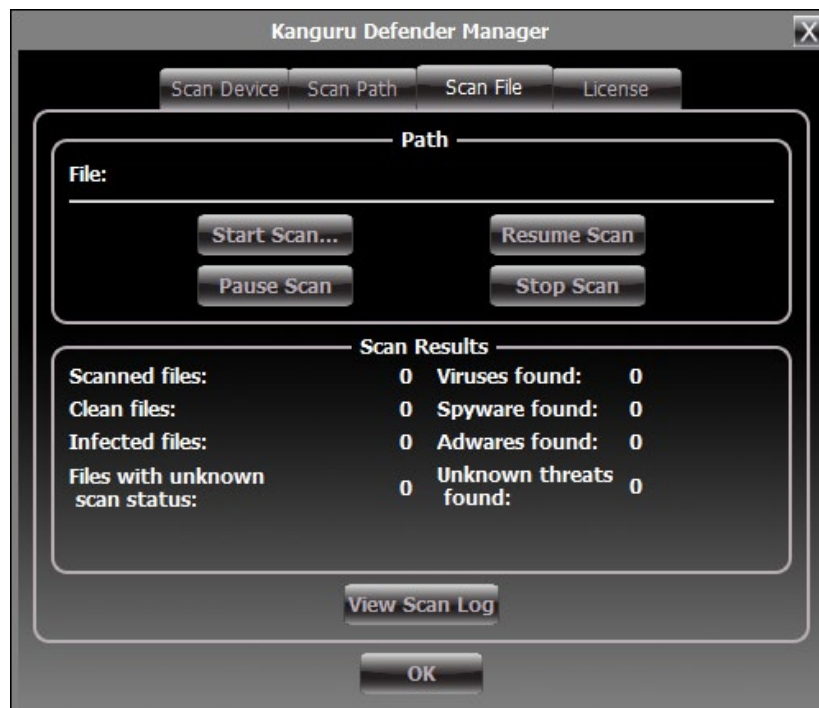 Kanguru Defender Manager
X
Scan Device Scan Path Scan File License
Path
File:
Start Scan... Resume Scan
Pause Scan Stop Scan
Scan Results
Scanned files: 0 Viruses found: 0
Clean files: 0 Spyware found: 0
Infected files: 0 Adwares found: 0
Files with unknown
scan status: 0
Unknown threats
found: 0
View Scan Log
OK